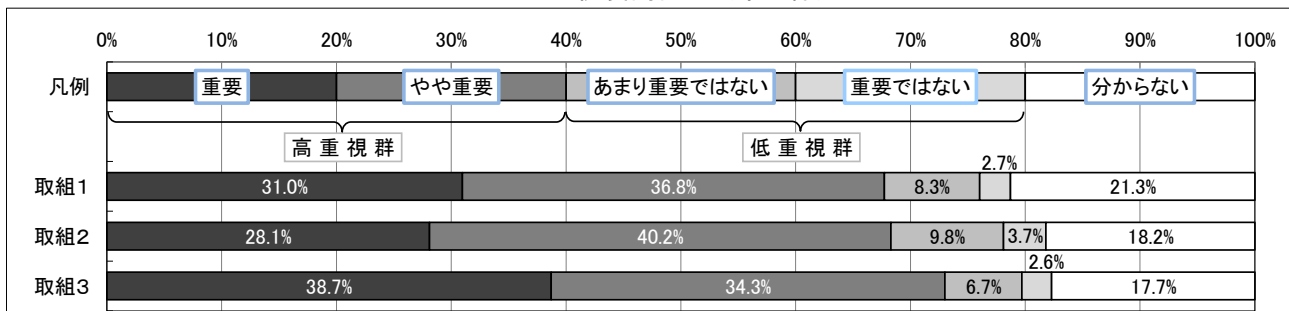 0% 10% 20% 30% 40% 50% 60% 70% 80% 90% 100%
凡例 重要 やや重要 あまり重要ではない 重要ではない 分からない
高重視群 低重視群
2.7%
取組1 31.0% 36.8% 8.3% 21.3%
取組2 28.1% 40.2% 9.8% 3.7% 18.2%
2.6%
取組3 38.7% 34.3% 6.7% 17.7%